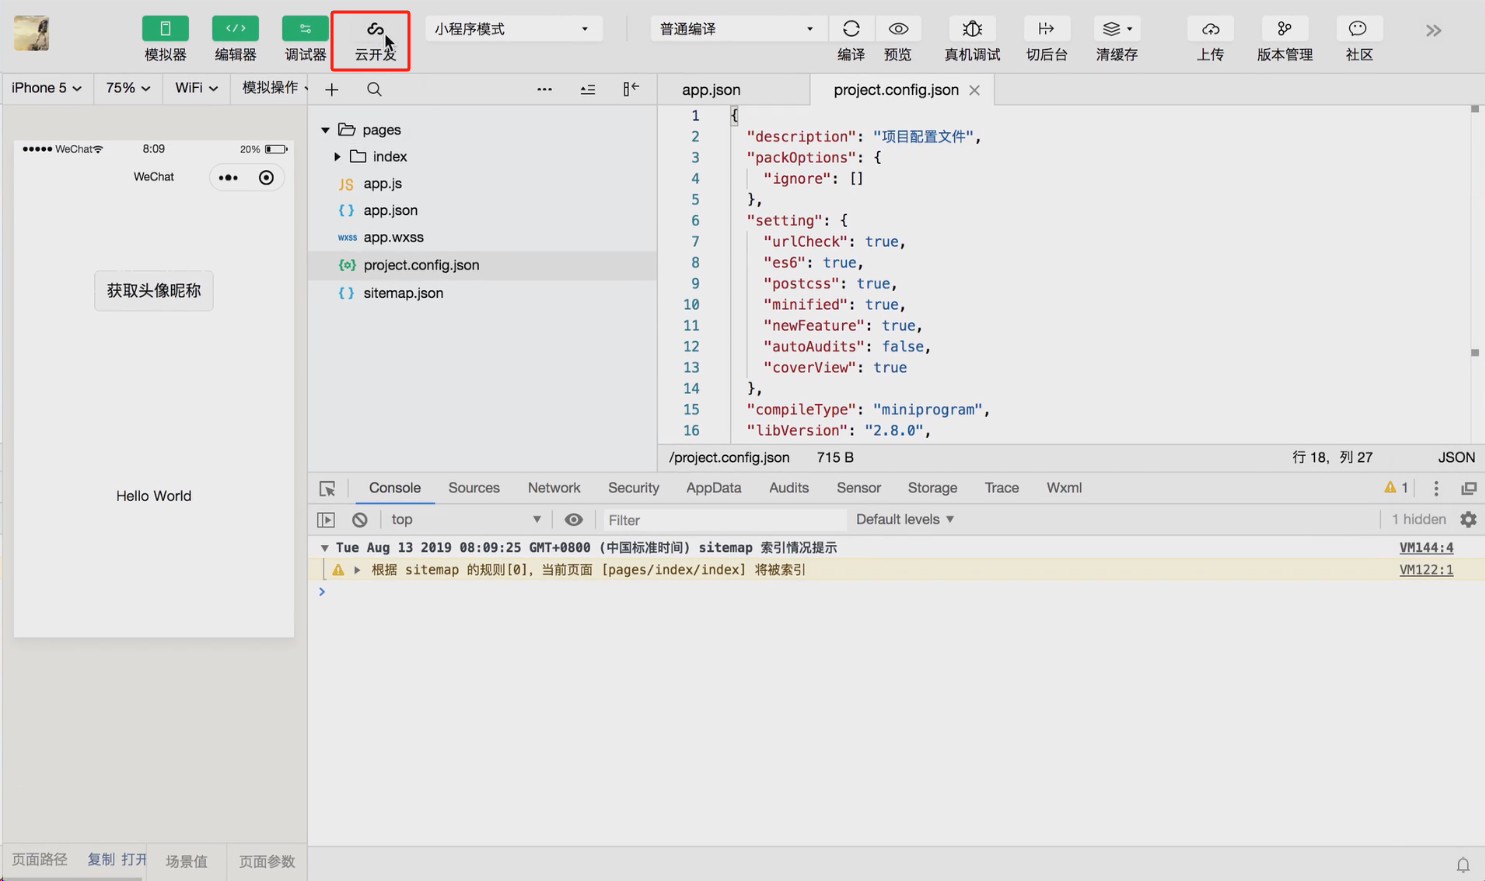 模拟器 编辑器 调试器 云开发 小程序模式 普通编译 编译 预览 真机调试 切后台 清缓存 上传 版本管理 社区
iPhone 5 75% WiFi 模拟操作
WeChat 8:09 20%
WeChat
获取头像昵称
Hello World
页面路径 复制 打开 场景值 页面参数
pages
index
JS app.js
{ } app.json
wxss app.wxss
{o} project.config.json
{ } sitemap.json
app.json project.config.json
1 {
2 "description": "项目配置文件",
3 "packOptions": {
4 "ignore": []
5 },
6 "setting": {
7 "urlCheck": true,
8 "es6": true,
9 "postcss": true,
10 "minified": true,
11 "newFeature": true,
12 "autoAudits": false,
13 "coverView": true
14 },
15 "compileType": "miniprogram",
16 "libVersion": "2.8.0",
/project.config.json 715 B 行 18, 列 27 JSON
Console Sources Network Security AppData Audits Sensor Storage Trace Wxml 1
top Filter Default levels 1 hidden
Tue Aug 13 2019 08:09:25 GMT+0800 (中国标准时间) sitemap 索引情况提示 VM144:4
根据 sitemap 的规则[0], 当前页面 [pages/index/index] 将被索引 VM122:1